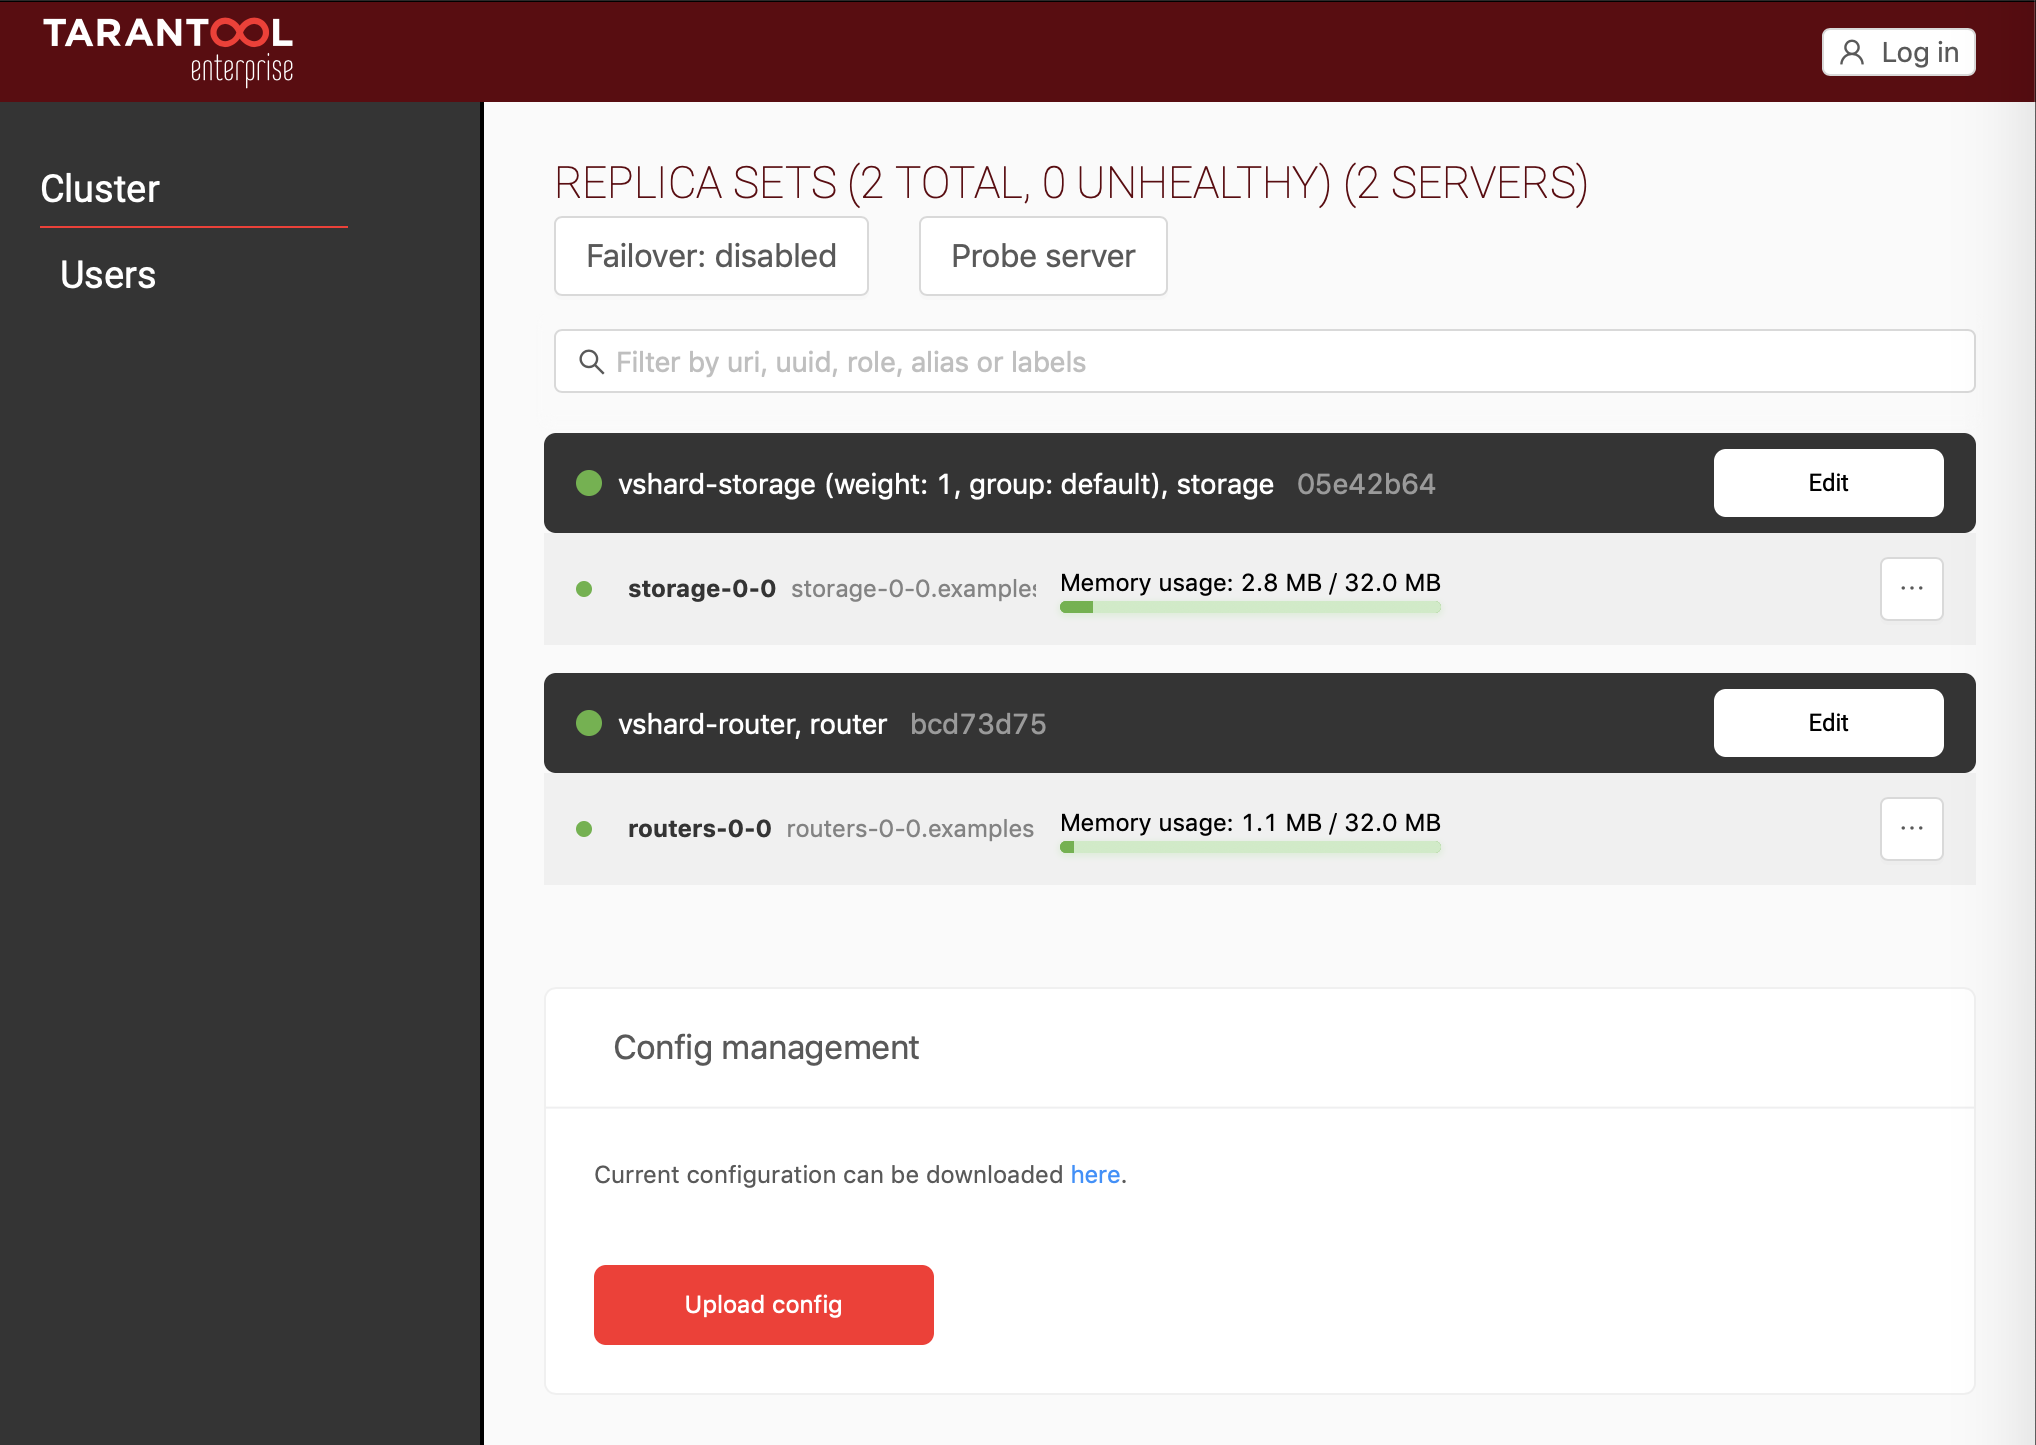 TARANTOOL
enterprise
Log in
Cluster
Users
REPLICA SETS (2 TOTAL, 0 UNHEALTHY) (2 SERVERS)
Failover: disabled
Probe server
Filter by uri, uuid, role, alias or labels
vshard-storage (weight: 1, group: default), storage 05e42b64
Edit
storage-0-0 storage-0-0.examples Memory usage: 2.8 MB / 32.0 MB
···
vshard-router, router bcd73d75
Edit
routers-0-0 routers-0-0.examples Memory usage: 1.1 MB / 32.0 MB
···
Config management
Current configuration can be downloaded here.
Upload config